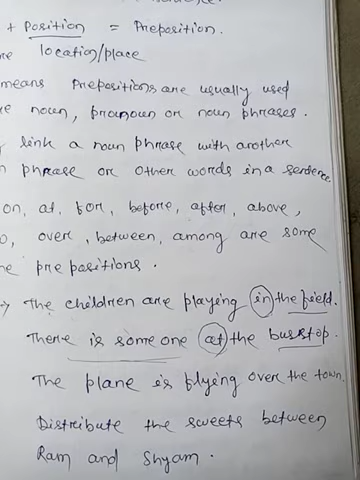 + Position = Preposition.
location/place
means Prepositions are usually used
noun, pronoun or noun phrases.
link a noun phrase with another
phrase or other words in a sentence
on, at, for, before, after, above,
over, between, among are some
prepositions.
→ The children are playing in the field.
There is some one at the busstop.
The plane is flying over the town.
Distribute the sweets between
Ram and Shyam.